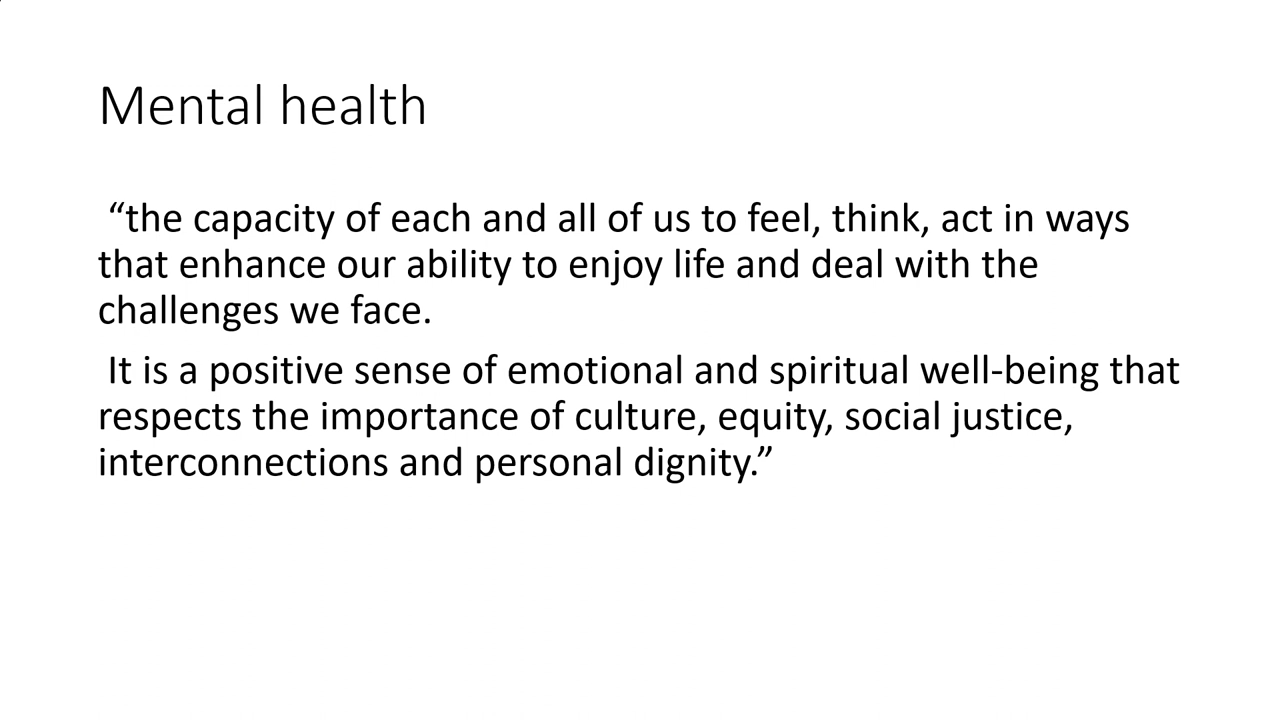 Mental health
“the capacity of each and all of us to feel, think, act in ways
that enhance our ability to enjoy life and deal with the
challenges we face.
It is a positive sense of emotional and spiritual well-being that
respects the importance of culture, equity, social justice,
interconnections and personal dignity.”